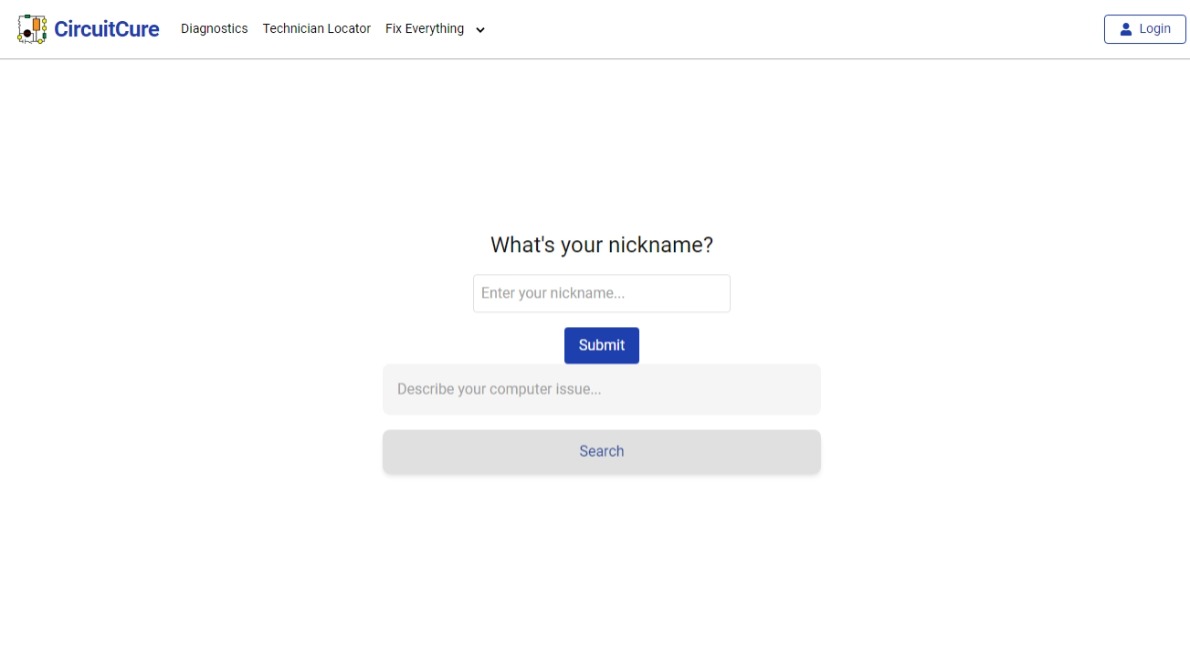 CircuitCure Diagnostics Technician Locator Fix Everything Login
What's your nickname?
Enter your nickname...
Submit
Describe your computer issue...
Search